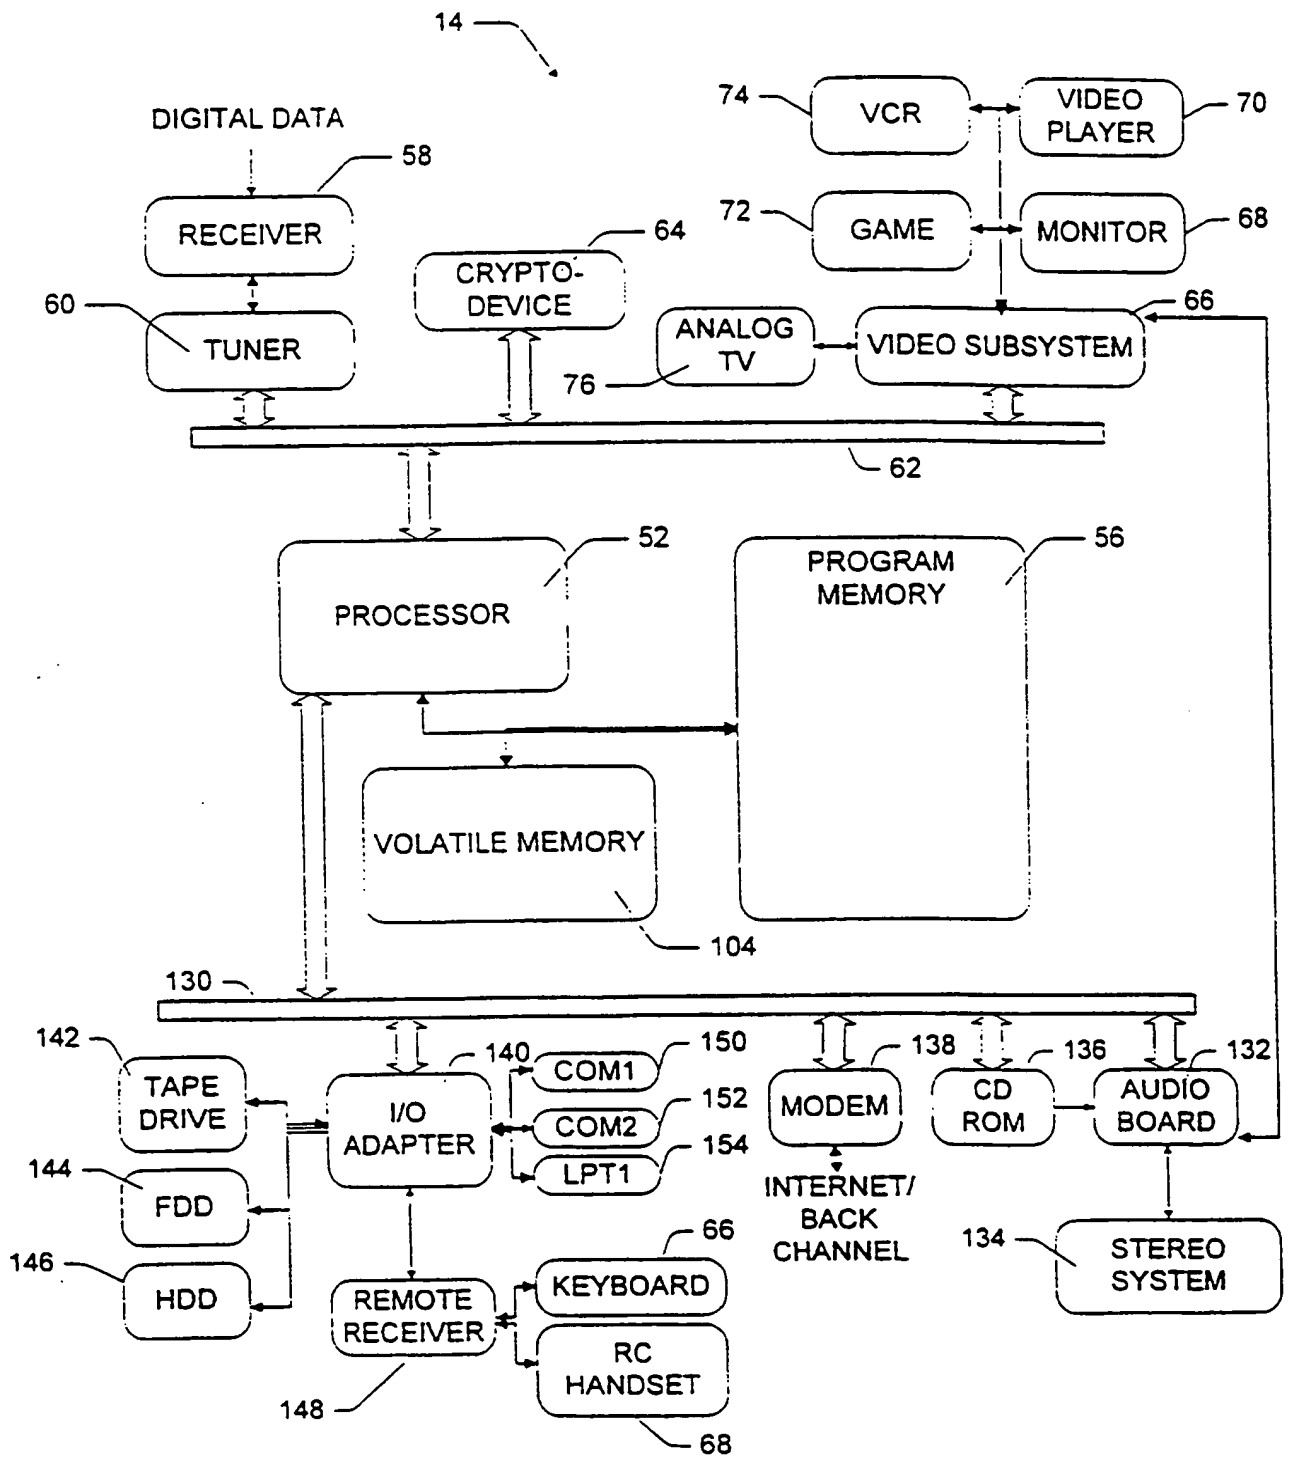 14
DIGITAL DATA
58
RECEIVER
60
TUNER
64
CRYPTO-
DEVICE
74
VCR
VIDEO
PLAYER
70
72
GAME
MONITOR
68
66
ANALOG
TV
76
VIDEO SUBSYSTEM
62
52
PROCESSOR
56
PROGRAM
MEMORY
VOLATILE MEMORY
104
130
142
TAPE
DRIVE
144
FDD
146
HDD
140
I/O
ADAPTER
COM1
150
COM2
152
LPT1
154
138
MODEM
INTERNET/
BACK
CHANNEL
136
CD
ROM
132
AUDIO
BOARD
134
STEREO
SYSTEM
REMOTE
RECEIVER
148
66
KEYBOARD
RC
HANDSET
68